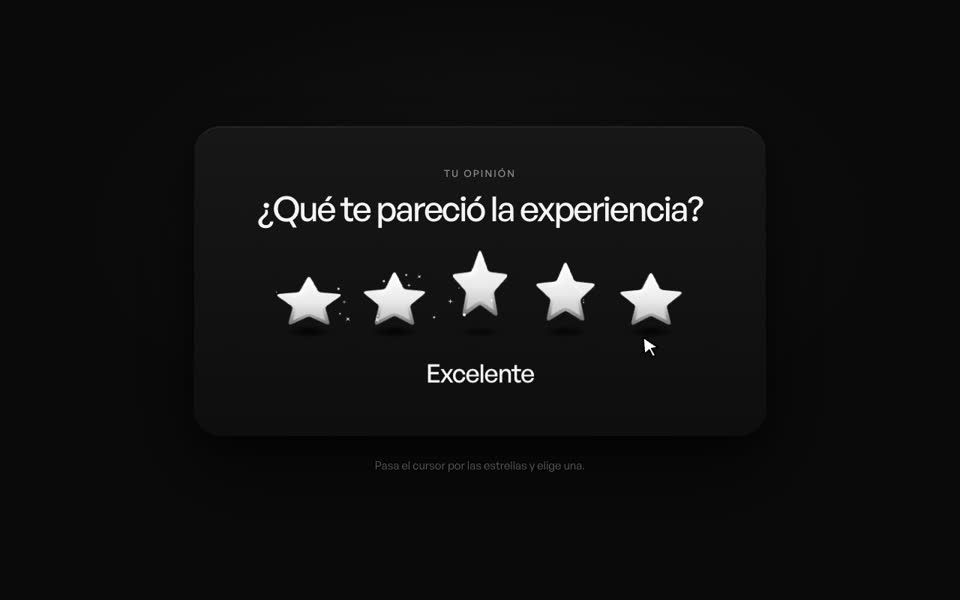 TU OPINIÓN
¿Qué te pareció la experiencia?
Excelente
Pasa el cursor por las estrellas y elige una.